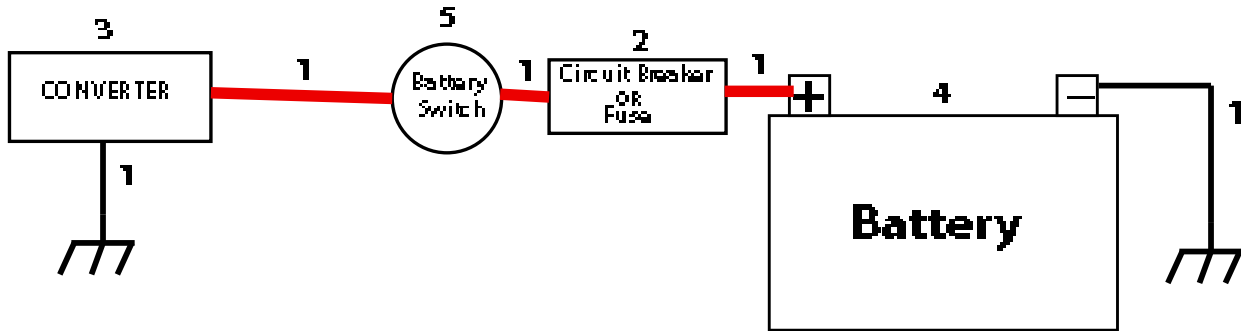 3
CONVERTER
1
1
5
Battery
Switch
1
2
Circuit Breaker
OR
Fuse
1
+
4
−
Battery
1